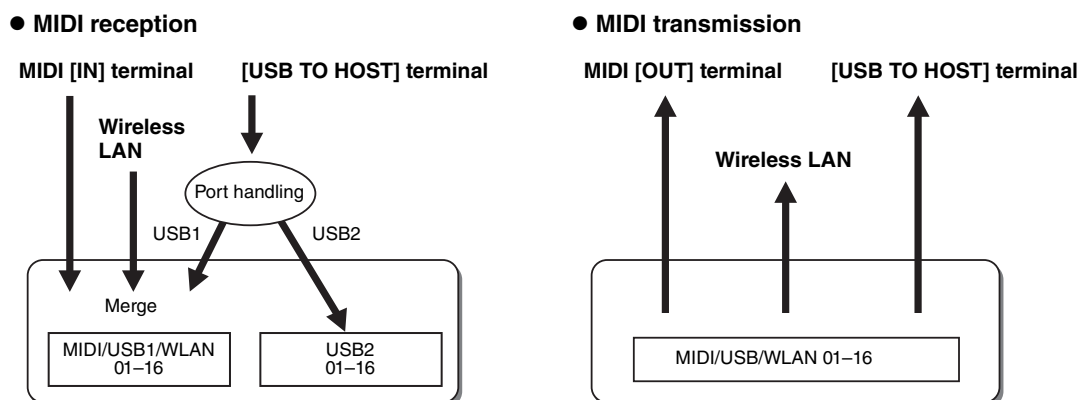 ● MIDI reception
MIDI [IN] terminal
[USB TO HOST] terminal
Wireless
LAN
Port handling
USB1
USB2
Merge
MIDI/USB1/WLAN
01–16
USB2
01–16
● MIDI transmission
MIDI [OUT] terminal
[USB TO HOST] terminal
Wireless LAN
MIDI/USB/WLAN 01–16